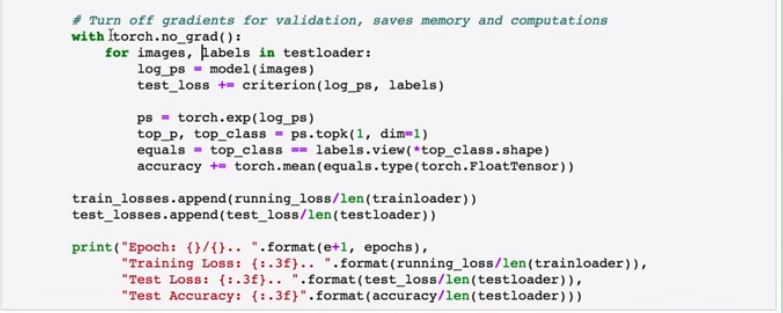 # Turn off gradients for validation, saves memory and computations
with torch.no_grad():
for images, labels in testloader:
log_ps = model(images)
test_loss += criterion(log_ps, labels)
ps = torch.exp(log_ps)
top_p, top_class = ps.topk(1, dim=1)
equals = top_class == labels.view(*top_class.shape)
accuracy += torch.mean(equals.type(torch.FloatTensor))
train_losses.append(running_loss/len(trainloader))
test_losses.append(test_loss/len(testloader))
print("Epoch: {}/{}.. ".format(e+1, epochs),
"Training Loss: {:.3f}.. ".format(running_loss/len(trainloader)),
"Test Loss: {:.3f}.. ".format(test_loss/len(testloader)),
"Test Accuracy: {:.3f}".format(accuracy/len(testloader)))